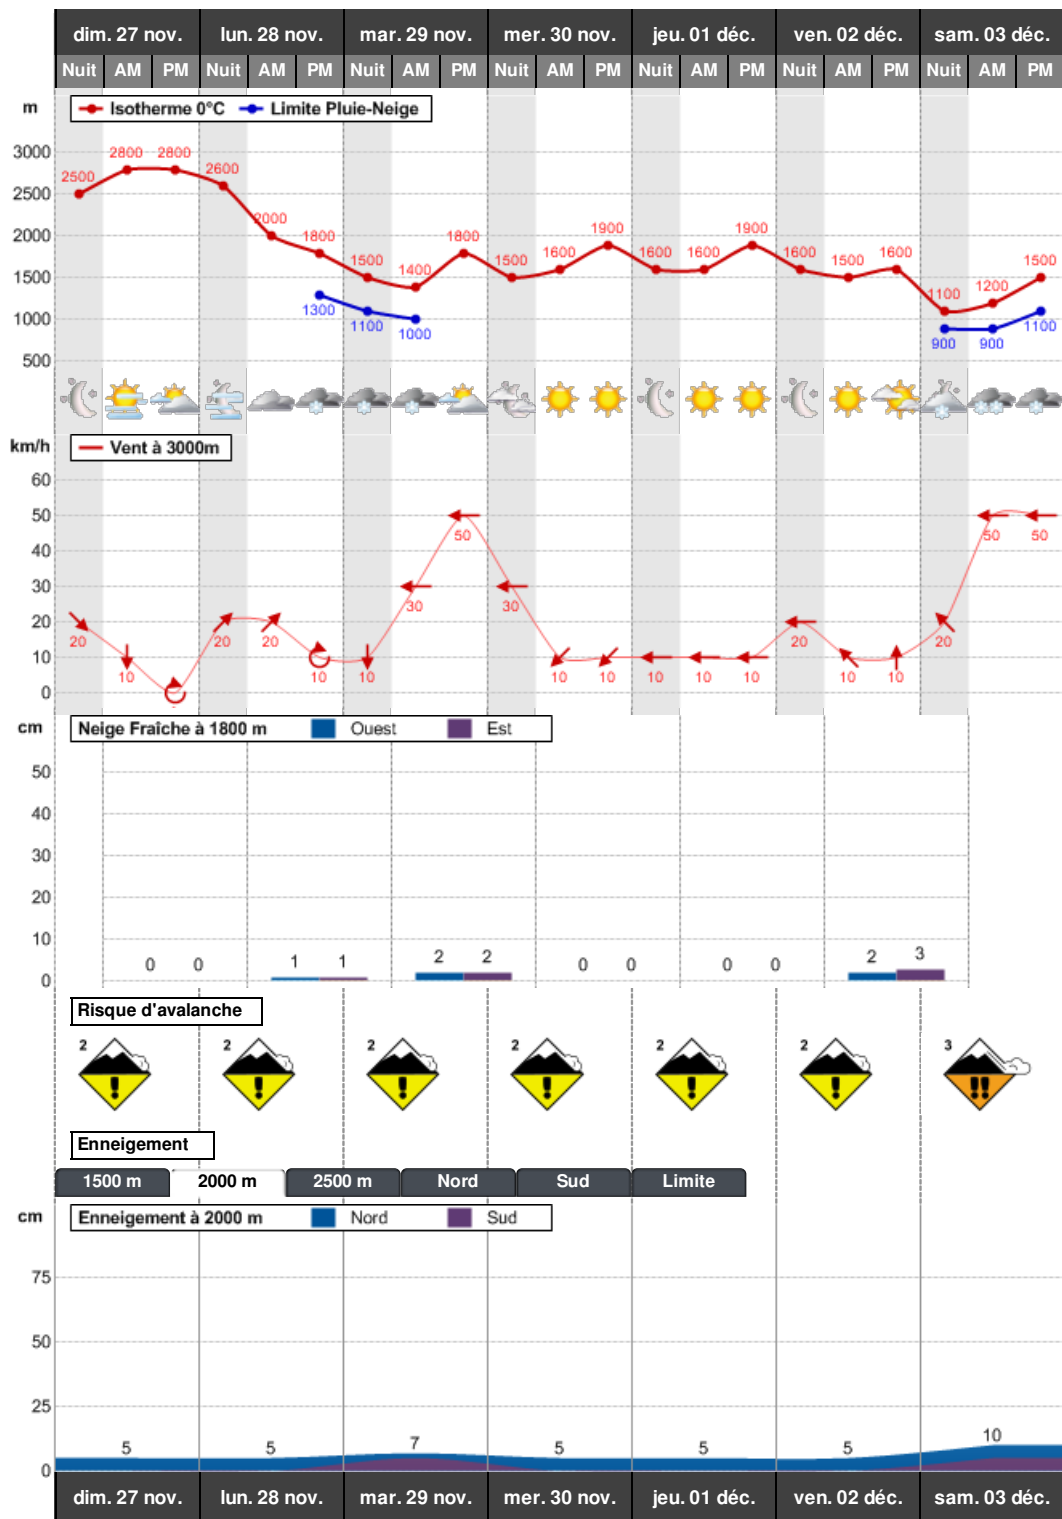 dim. 27 nov. lun. 28 nov. mar. 29 nov. mer. 30 nov. jeu. 01 déc. ven. 02 déc. sam. 03 déc.
Nuit AM PM Nuit AM PM Nuit AM PM Nuit AM PM Nuit AM PM Nuit AM PM Nuit AM PM
m Isotherme 0°C Limite Pluie-Neige
3000 2800 2800
2500 2500 2600
2000 2000 1800 1800 1900 1900
1500 1500 1400 1500 1600 1600 1600 1600 1500 1600 1500
1000 1300 1100 1000 1100 1200 900 900 1100
500
km/h Vent à 3000m
60
50 50 50 50
40
30 30 30
20 20 20 20 20 20
10 10 10 10 10 10 10 10 10 10 10
0
cm Neige Fraîche à 1800 m Ouest Est
50
40
30
20
10
0 0 0 1 1 2 2 0 0 0 0 2 3
Risque d'avalanche
2 2 2 2 2 2 3
Enneigement
1500 m 2000 m 2500 m Nord Sud Limite
cm Enneigement à 2000 m Nord Sud
75
50
25
0 5 5 7 5 5 5 10
dim. 27 nov. lun. 28 nov. mar. 29 nov. mer. 30 nov. jeu. 01 déc. ven. 02 déc. sam. 03 déc.